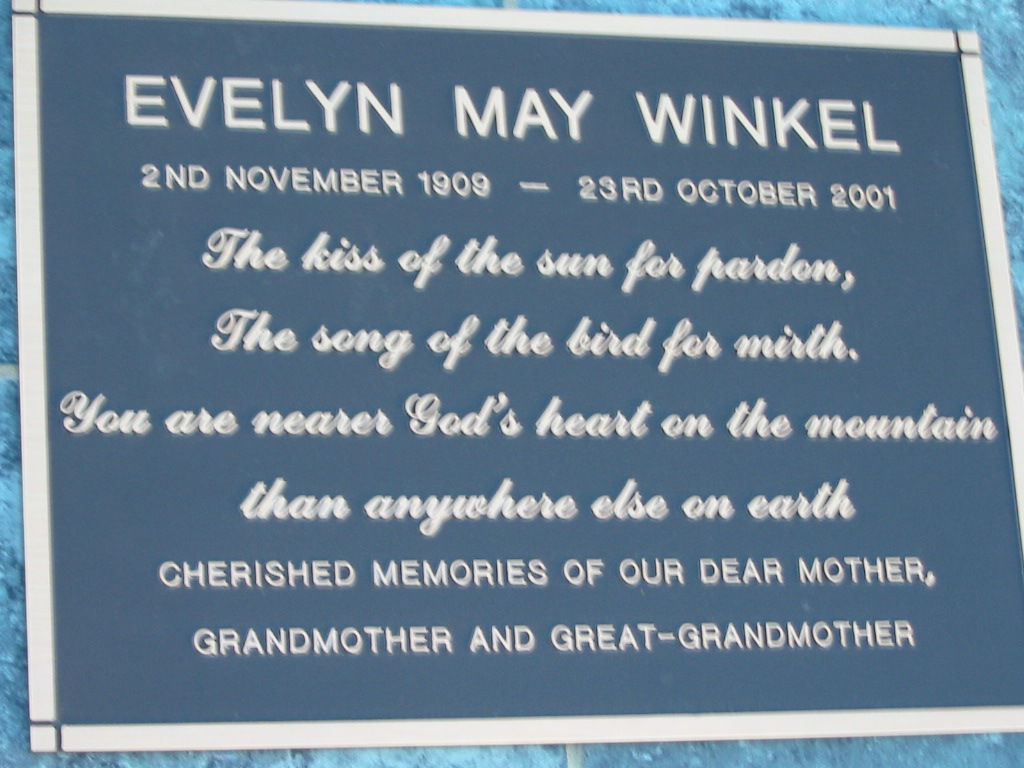 EVELYN MAY WINKEL
2ND NOVEMBER 1909 — 23RD OCTOBER 2001
The kiss of the sun for pardon,
The song of the bird for mirth.
You are nearer God's heart on the mountain
than anywhere else on earth
CHERISHED MEMORIES OF OUR DEAR MOTHER,
GRANDMOTHER AND GREAT-GRANDMOTHER